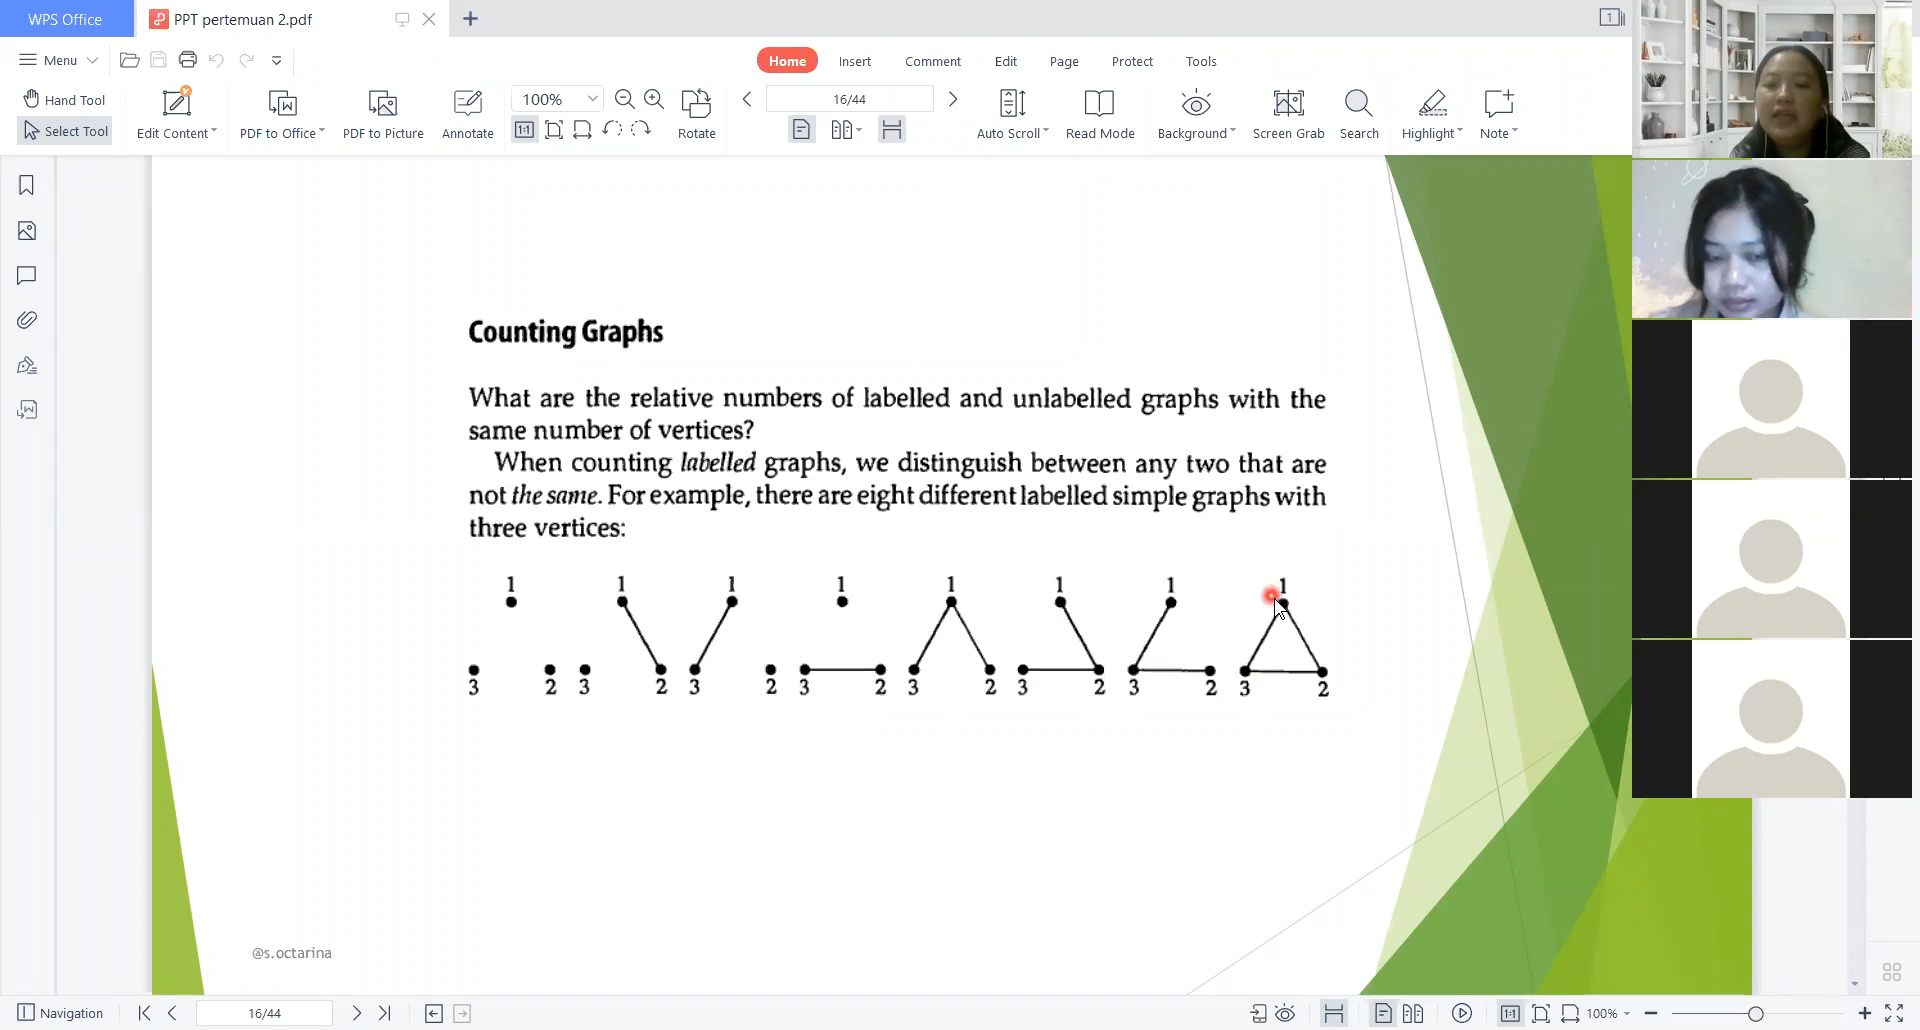 WPS Office
PPT pertemuan 2.pdf
1
Menu
Home
Insert
Comment
Edit
Page
Protect
Tools
Hand Tool
Select Tool
Edit Content
PDF to Office
PDF to Picture
Annotate
100%
1:1
Rotate
16/44
Auto Scroll
Read Mode
Background
Screen Grab
Search
Highlight
Note
Counting Graphs
What are the relative numbers of labelled and unlabelled graphs with the
same number of vertices?
When counting labelled graphs, we distinguish between any two that are
not the same. For example, there are eight different labelled simple graphs with
three vertices:
1 1 1 1 1 1 1 1
3 2 3 2 3 2 3 2 3 2 3 2 3 2 3 2
@s.octarina
Navigation
16/44
1:1
100%